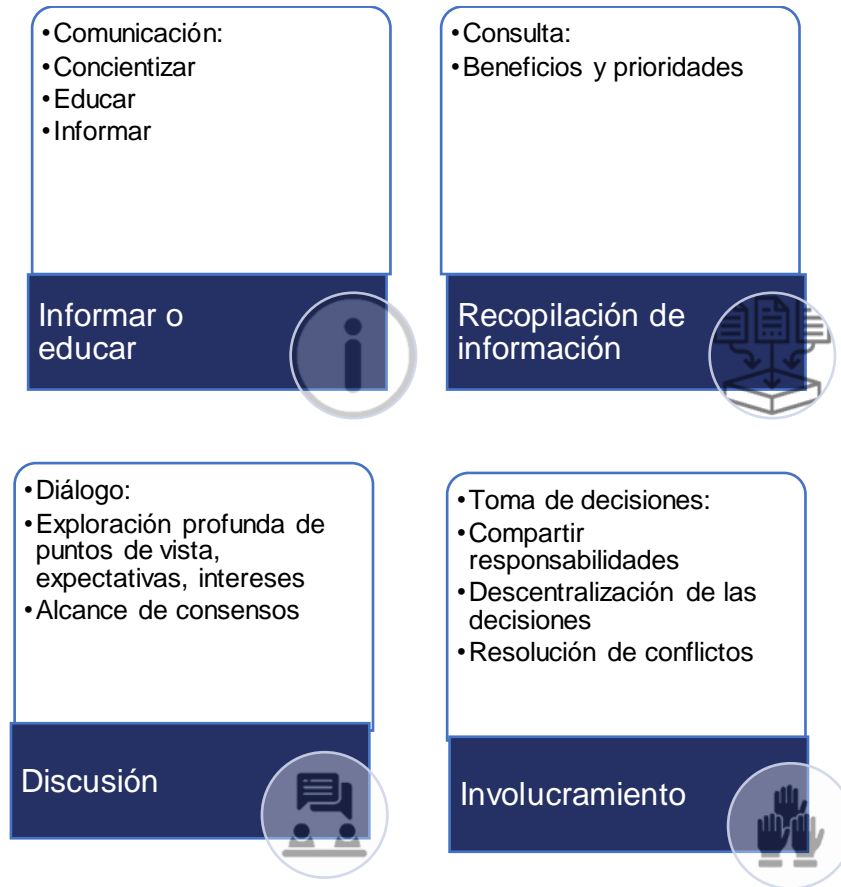 •Comunicación:
•Concientizar
•Educar
•Informar
Informar o
educar
•Consulta:
•Beneficios y prioridades
Recopilación de
información
•Diálogo:
•Exploración profunda de
puntos de vista,
expectativas, intereses
•Alcance de consensos
Discusión
•Toma de decisiones:
•Compartir
responsabilidades
•Descentralización de las
decisiones
•Resolución de conflictos
Involucramiento